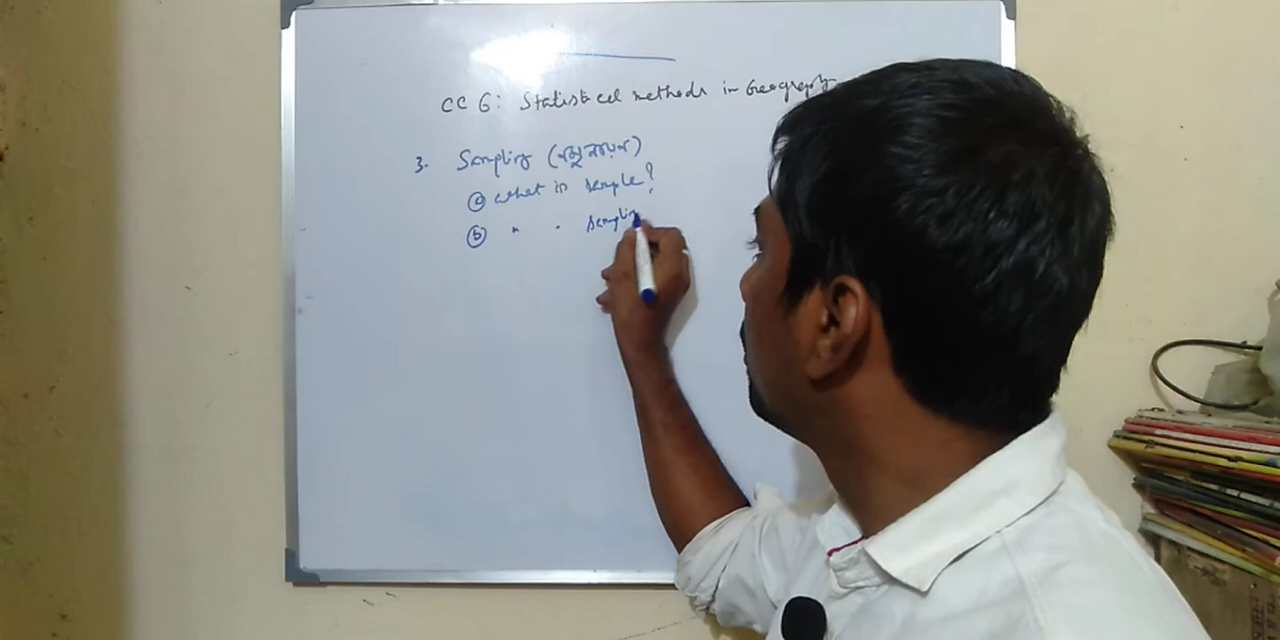 CC 6: Statistical methods in Geography
3. Sampling (নমুনায়ন)
(a) what is sample?
(b) " " sampling